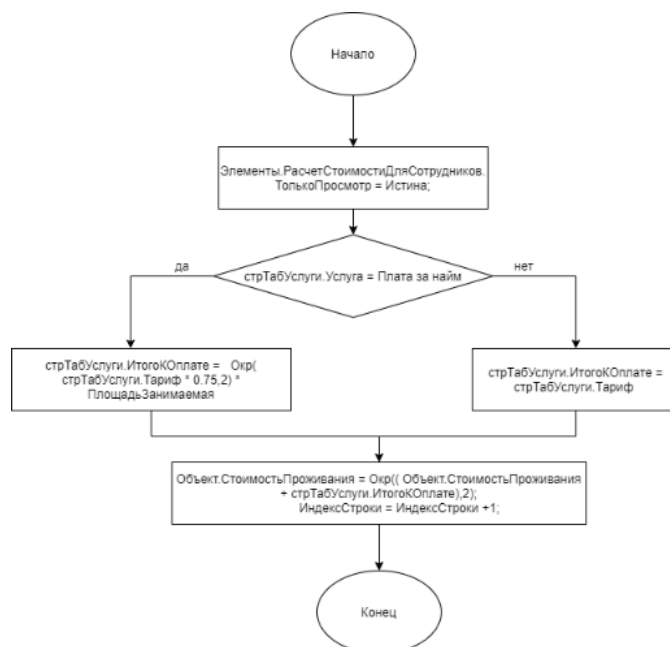 Начало
Элементы.РасчетСтоимостиДляСотрудников.
ТолькоПросмотр = Истина;
да
стрТабУслуги.Услуга = Плата за найм
нет
стрТабУслуги.ИтогоКОплате = Окр(
стрТабУслуги.Тариф * 0.75,2) *
ПлощадьЗанимаемая
стрТабУслуги.ИтогоКОплате =
стрТабУслуги.Тариф
Объект.СтоимостьПроживания = Окр(( Объект.СтоимостьПроживания
+ стрТабУслуги.ИтогоКОплате),2);
ИндексСтроки = ИндексСтроки +1;
Конец